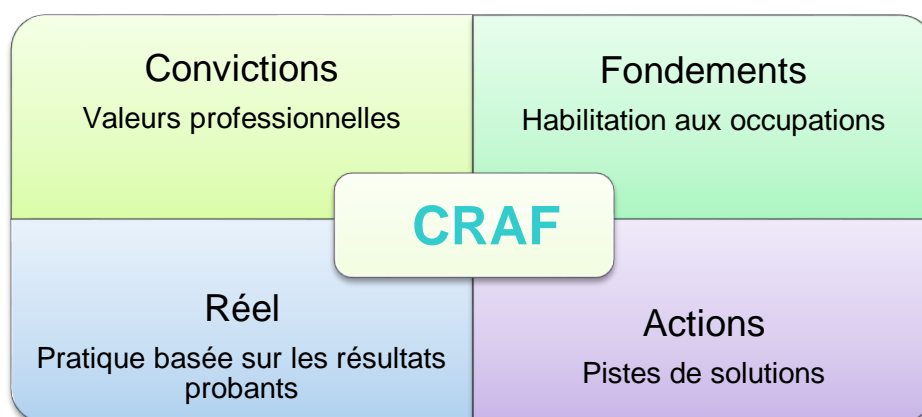 Convictions
Valeurs professionnelles
Fondements
Habilitation aux occupations
CRAF
Réel
Pratique basée sur les résultats
probants
Actions
Pistes de solutions